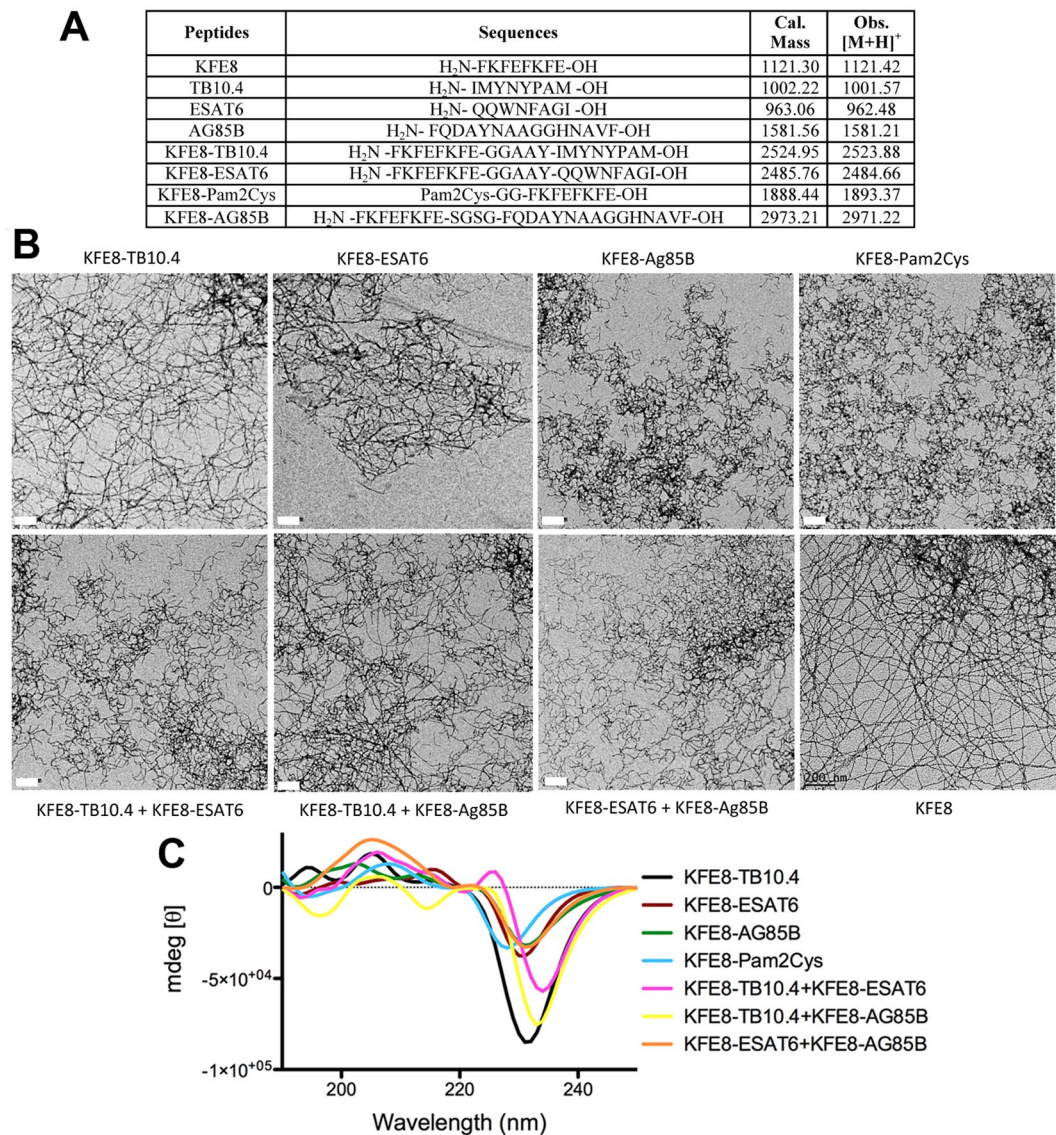 A
Peptides Sequences Cal. Mass Obs. [M+H]⁺
KFE8 H₂N-FKFEFKFE-OH 1121.30 1121.42
TB10.4 H₂N- IMYNYPAM -OH 1002.22 1001.57
ESAT6 H₂N- QQWNFAGI -OH 963.06 962.48
AG85B H₂N- FQDAYNAAGGHNAVF-OH 1581.56 1581.21
KFE8-TB10.4 H₂N -FKFEFKFE-GGAAY-IMYNYPAM-OH 2524.95 2523.88
KFE8-ESAT6 H₂N -FKFEFKFE-GGAAY-QQWNFAGI-OH 2485.76 2484.66
KFE8-Pam2Cys Pam2Cys-GG-FKFEFKFE-OH 1888.44 1893.37
KFE8-AG85B H₂N -FKFEFKFE-SGSG-FQDAYNAAGGHNAVF-OH 2973.21 2971.22
B
KFE8-TB10.4 KFE8-ESAT6 KFE8-Ag85B KFE8-Pam2Cys
200 nm
KFE8-TB10.4 + KFE8-ESAT6 KFE8-TB10.4 + KFE8-Ag85B KFE8-ESAT6 + KFE8-Ag85B KFE8
C
mdeg [θ]
0
-5×10⁺⁰⁴
-1×10⁺⁰⁵
200 220 240
Wavelength (nm)
KFE8-TB10.4
KFE8-ESAT6
KFE8-AG85B
KFE8-Pam2Cys
KFE8-TB10.4+KFE8-ESAT6
KFE8-TB10.4+KFE8-AG85B
KFE8-ESAT6+KFE8-AG85B